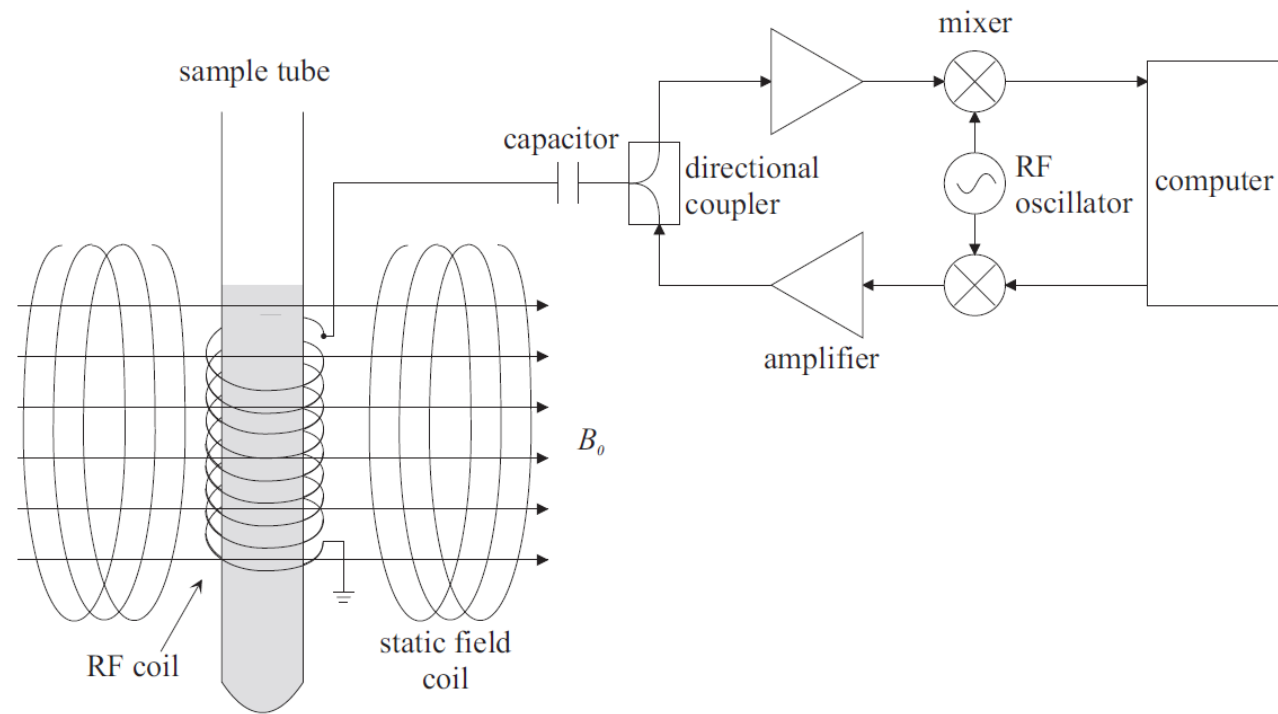 mixer
sample tube
capacitor
directional
coupler
RF
oscillator
computer
amplifier
B₀
RF coil
static field
coil